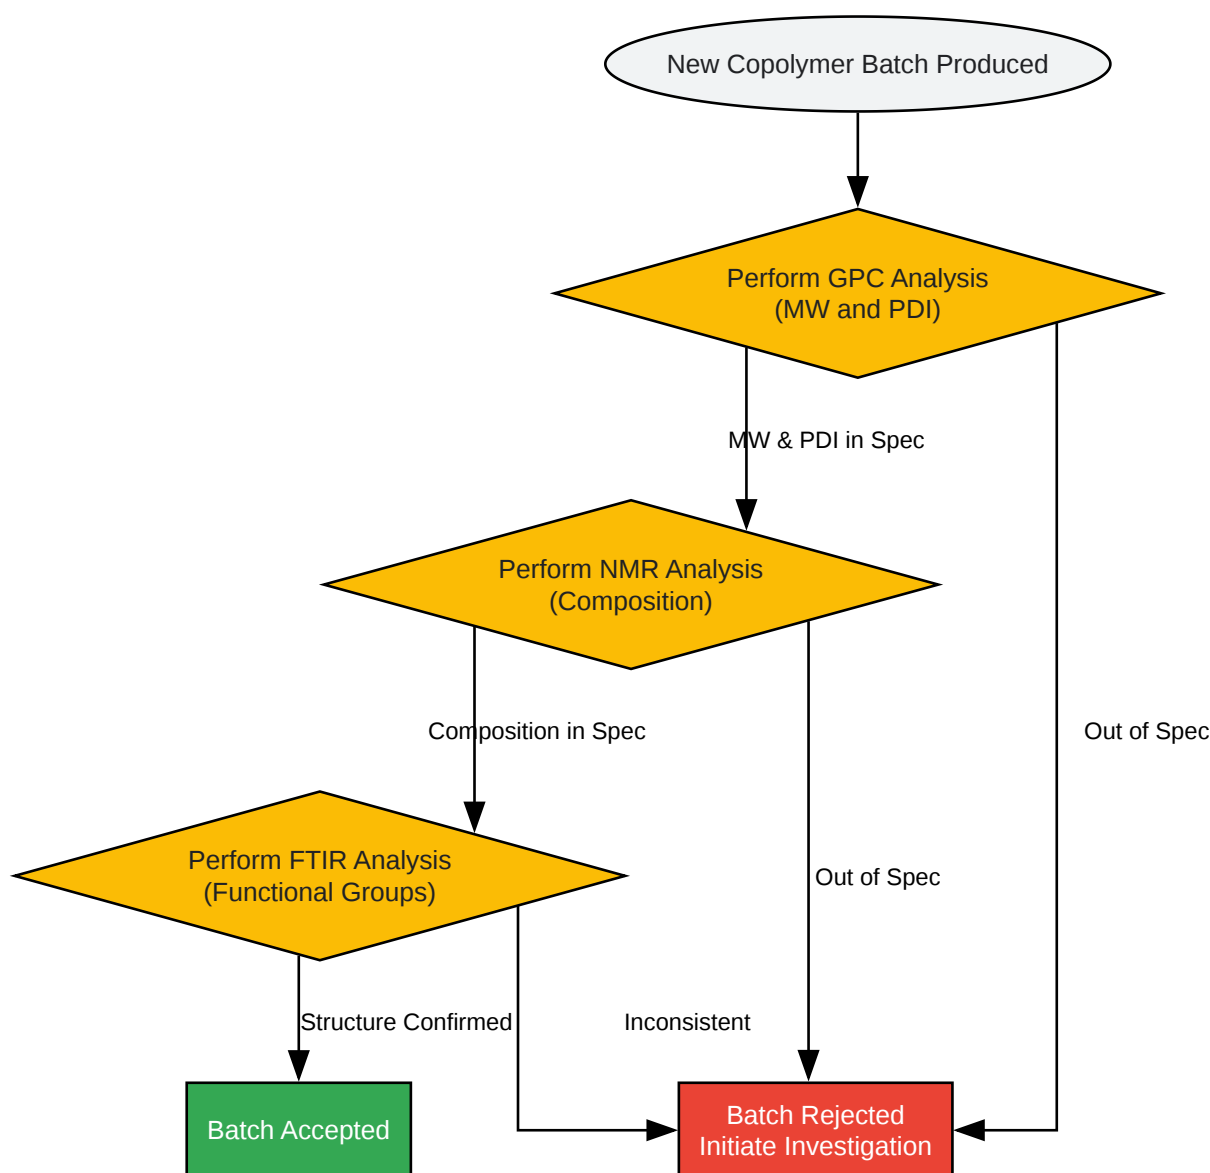 New Copolymer Batch Produced
Perform GPC Analysis
(MW and PDI)
MW & PDI in Spec
Perform NMR Analysis
(Composition)
Composition in Spec
Out of Spec
Perform FTIR Analysis
(Functional Groups)
Out of Spec
Structure Confirmed
Inconsistent
Batch Accepted
Batch Rejected
Initiate Investigation